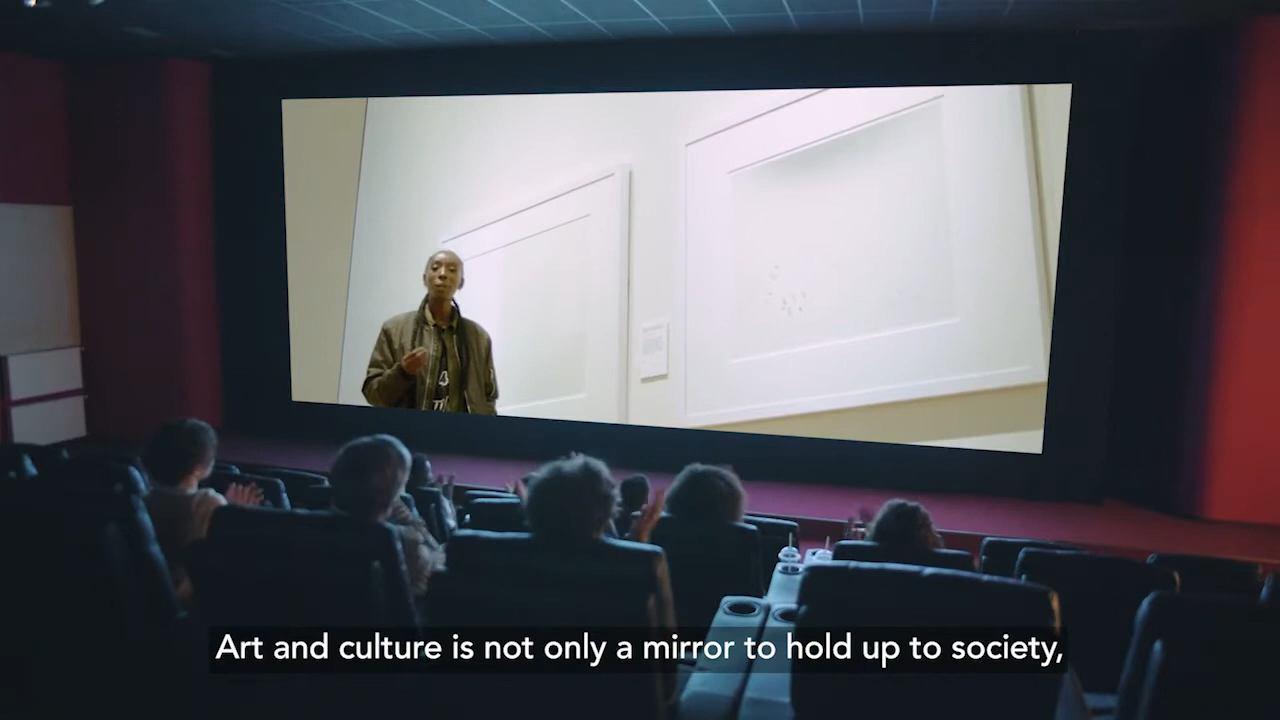 Art and culture is not only a mirror to hold up to society,